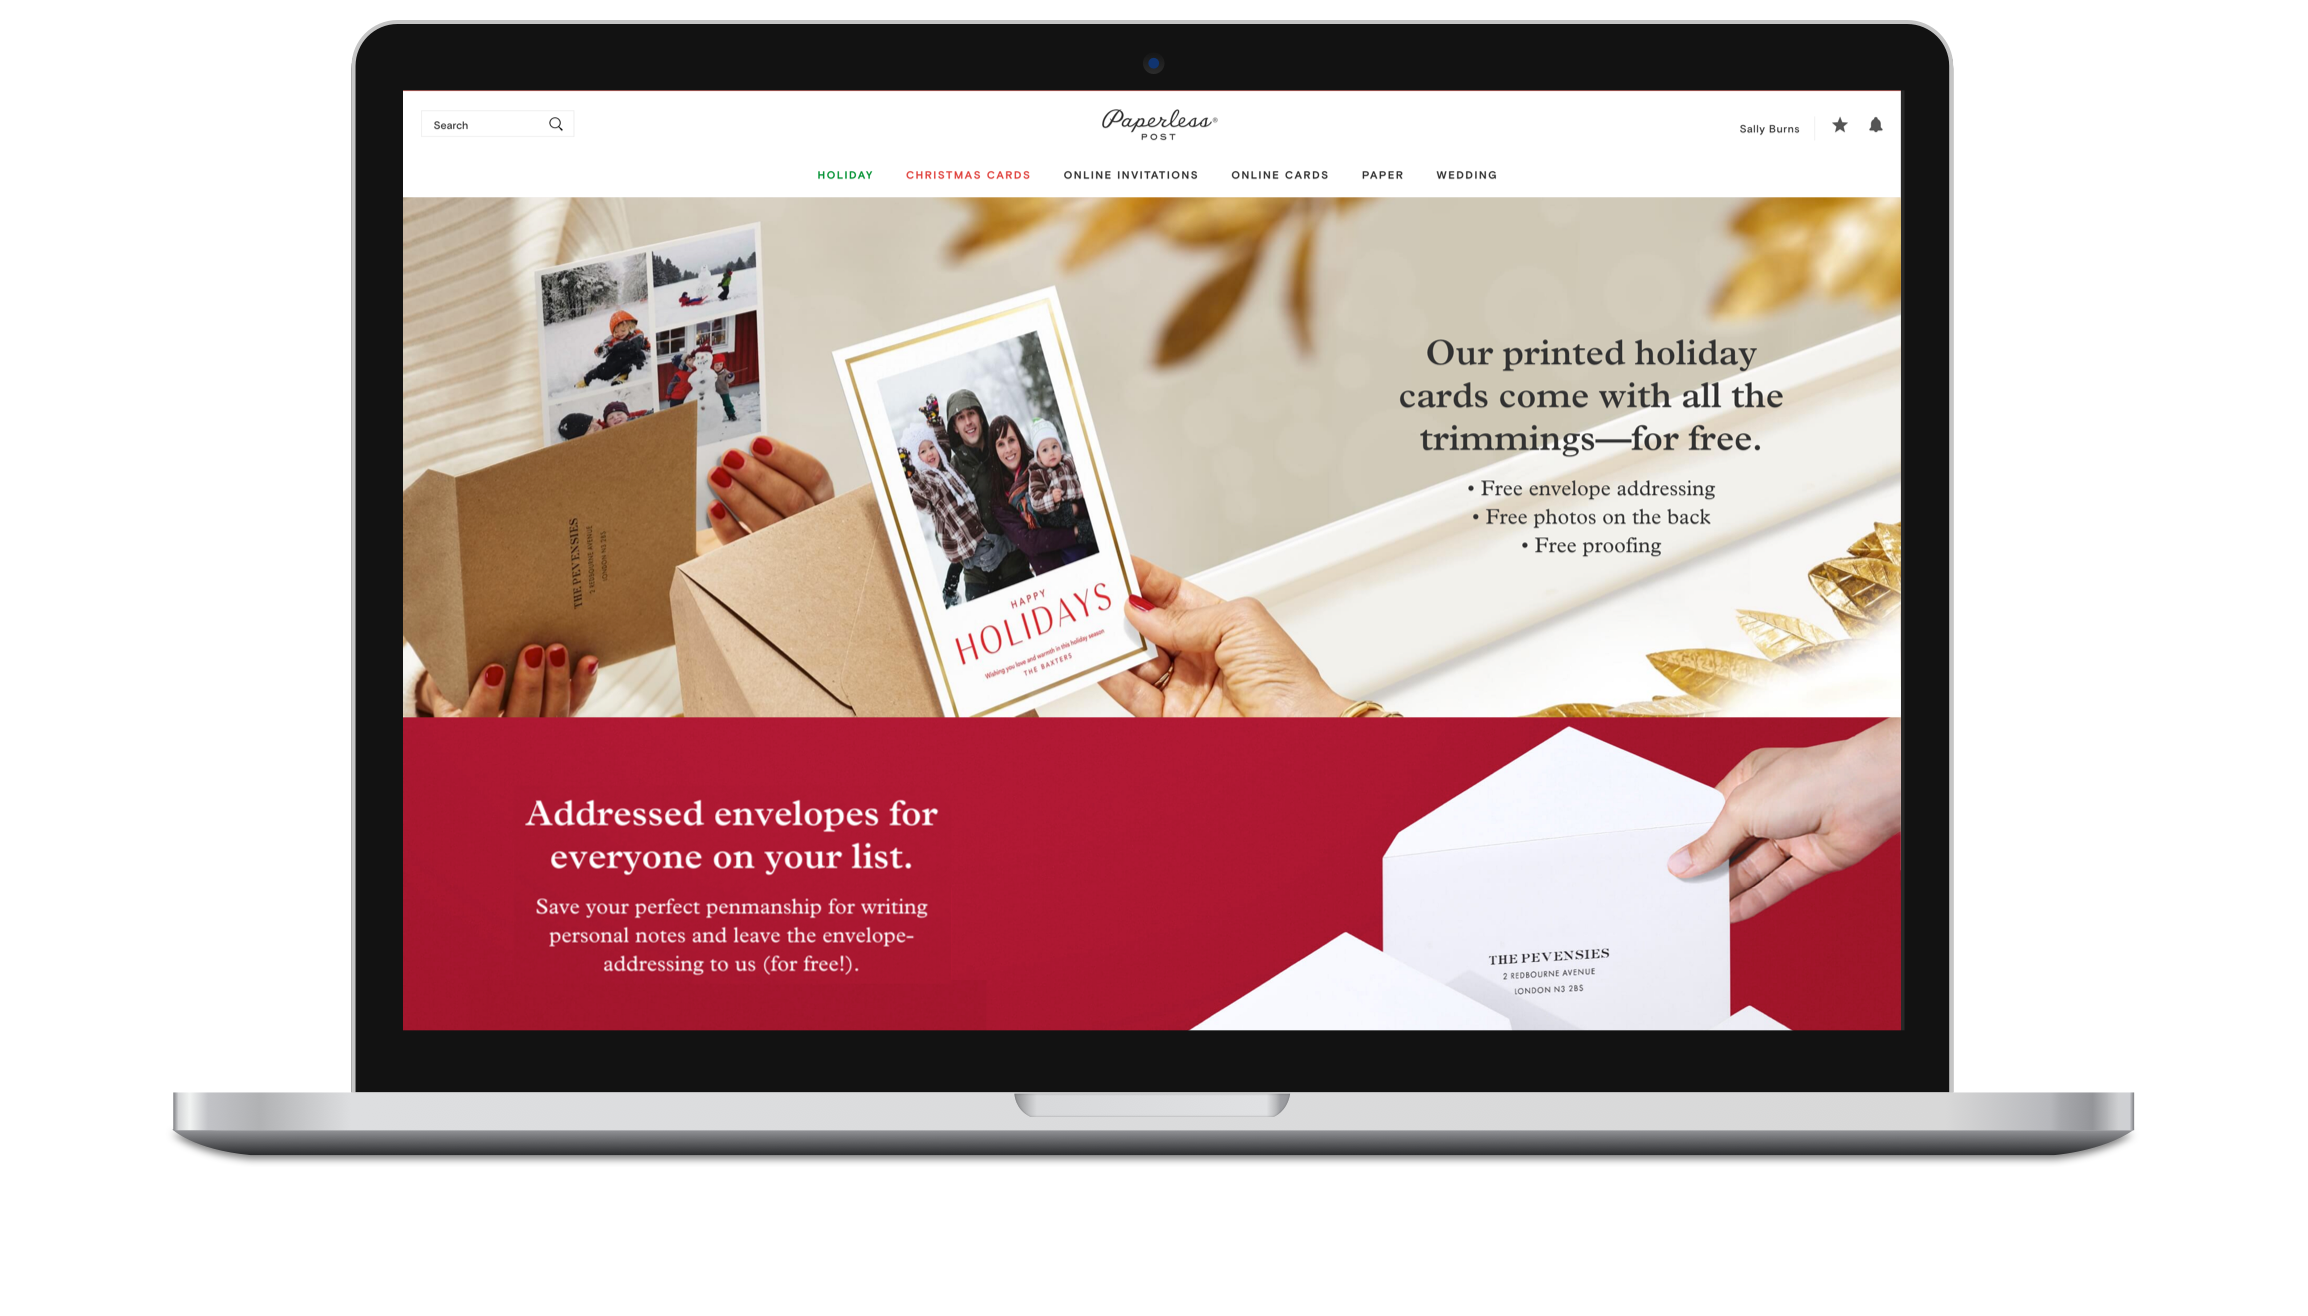 Search
Paperless®
POST
Sally Burns
HOLIDAY CHRISTMAS CARDS ONLINE INVITATIONS ONLINE CARDS PAPER WEDDING
Our printed holiday
cards come with all the
trimmings—for free.
• Free envelope addressing
• Free photos on the back
• Free proofing
THE PEVENSIES
2 REDBOURNE AVENUE
LONDON N3 2BS
HAPPY
HOLIDAYS
Wishing you love and warmth in this holiday season
THE BAXTERS
Addressed envelopes for
everyone on your list.
Save your perfect penmanship for writing
personal notes and leave the envelope-
addressing to us (for free!).
THE PEVENSIES
2 REDBOURNE AVENUE
LONDON N3 2BS